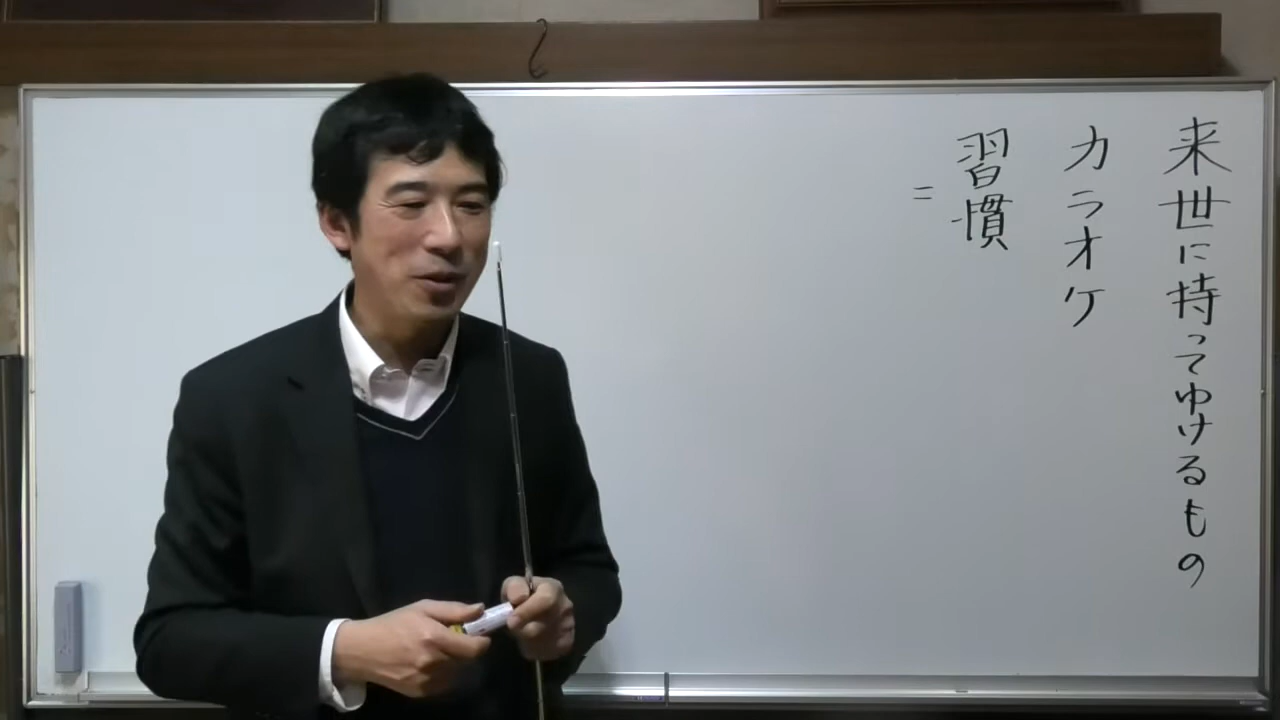 来世に持ってゆけるもの
カラオケ
習慣
=